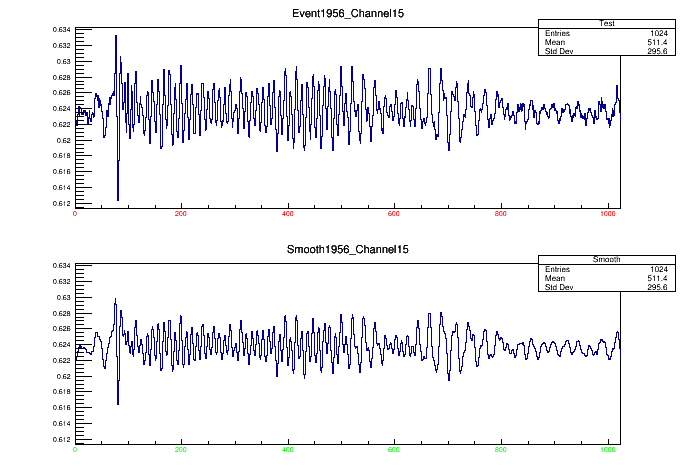 Event1956_Channel15
Test
Entries 1024
Mean 511.4
Std Dev 295.6
0.634
0.632
0.63
0.628
0.626
0.624
0.622
0.62
0.618
0.616
0.614
0.612
0 200 400 600 800 1000
Smooth1956_Channel15
Smooth
Entries 1024
Mean 511.4
Std Dev 295.6
0.634
0.632
0.63
0.628
0.626
0.624
0.622
0.62
0.618
0.616
0.614
0.612
0 200 400 600 800 1000